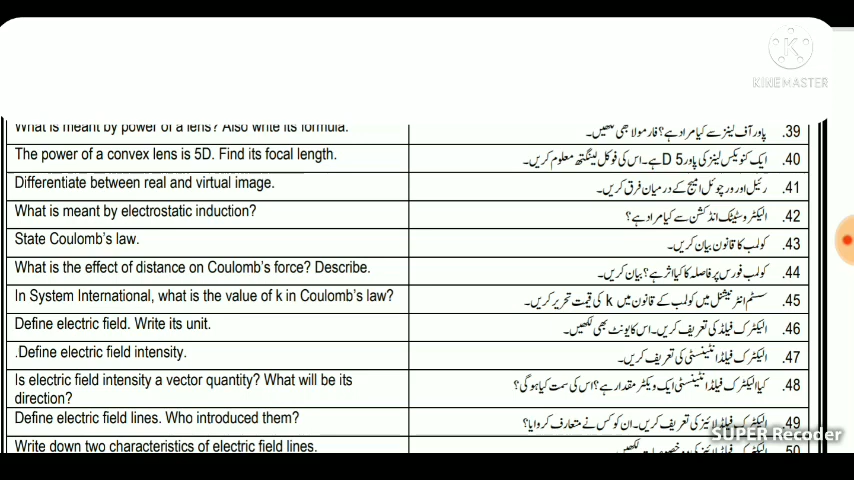 KINEMASTER
What is meant by power of a lens? Also write its formula.
39. پاور آف لینز سے کیا مراد ہے؟ فارمولا بھی لکھیں۔
The power of a convex lens is 5D. Find its focal length.
40. ایک کنویکس لینز کی پاور 5 D ہے۔ اس کی فوکل لینگتھ معلوم کریں۔
Differentiate between real and virtual image.
41. رئیل اور ورچوئل امیج کے درمیان فرق کریں۔
What is meant by electrostatic induction?
42. الیکٹروسٹیٹک انڈکشن سے کیا مراد ہے؟
State Coulomb's law.
43. کولمب کا قانون بیان کریں۔
What is the effect of distance on Coulomb's force? Describe.
44. کولمب فورس پر فاصلہ کا کیا اثر ہے؟ بیان کریں۔
In System International, what is the value of k in Coulomb's law?
45. سسٹم انٹرنیشنل میں کولمب کے قانون میں k کی قیمت تحریر کریں۔
Define electric field. Write its unit.
46. الیکٹرک فیلڈ کی تعریف کریں۔ اس کا یونٹ بھی لکھیں۔
.Define electric field intensity.
47. الیکٹرک فیلڈ انٹینسٹی کی تعریف کریں۔
Is electric field intensity a vector quantity? What will be its
direction?
48. کیا الیکٹرک فیلڈ انٹینسٹی ایک ویکٹر مقدار ہے؟ اس کی سمت کیا ہو گی؟
Define electric field lines. Who introduced them?
49. الیکٹرک فیلڈ لائنز کی تعریف کریں۔ ان کو کس نے متعارف کروایا؟
SUPER Recoder
Write down two characteristics of electric field lines.
50.